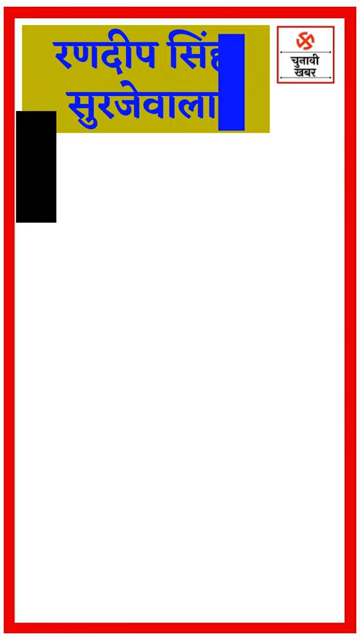 रणदीप सिंह
सुरजेवाला
चुनावी
खबर